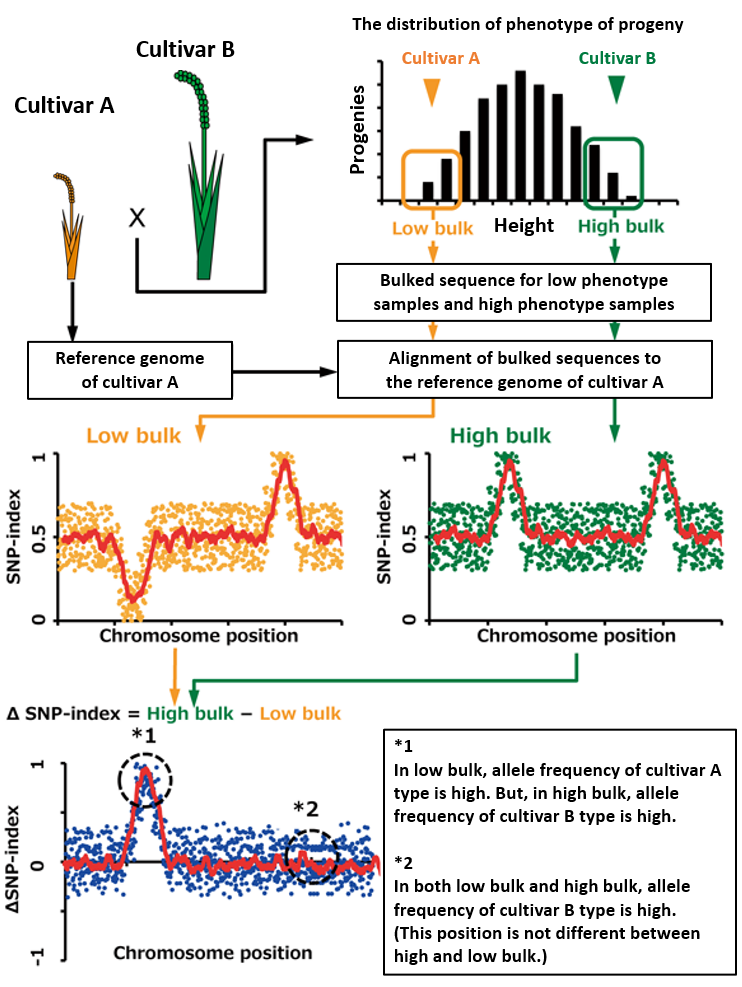 The distribution of phenotype of progeny
Cultivar B
Cultivar A
Cultivar A
Cultivar B
Progenies
X
Low bulk
Height
High bulk
Bulked sequence for low phenotype
samples and high phenotype samples
Reference genome
of cultivar A
Alignment of bulked sequences to
the reference genome of cultivar A
Low bulk
1
0.5
0
SNP-index
Chromosome position
High bulk
1
0.5
0
SNP-index
Chromosome position
Δ SNP-index = High bulk – Low bulk
*1
*2
1
0
-1
ΔSNP-index
Chromosome position
*1
In low bulk, allele frequency of cultivar A
type is high. But, in high bulk, allele
frequency of cultivar B type is high.
*2
In both low bulk and high bulk, allele
frequency of cultivar B type is high.
(This position is not different between
high and low bulk.)